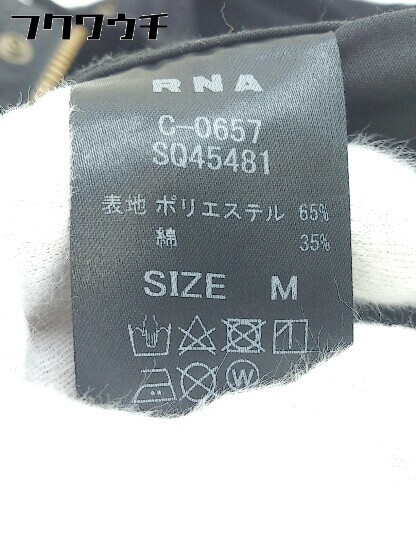 フクワウチ
RNA
C-0657
SQ45481
表地 ポリエステル 65%
綿 35%
SIZE M
W